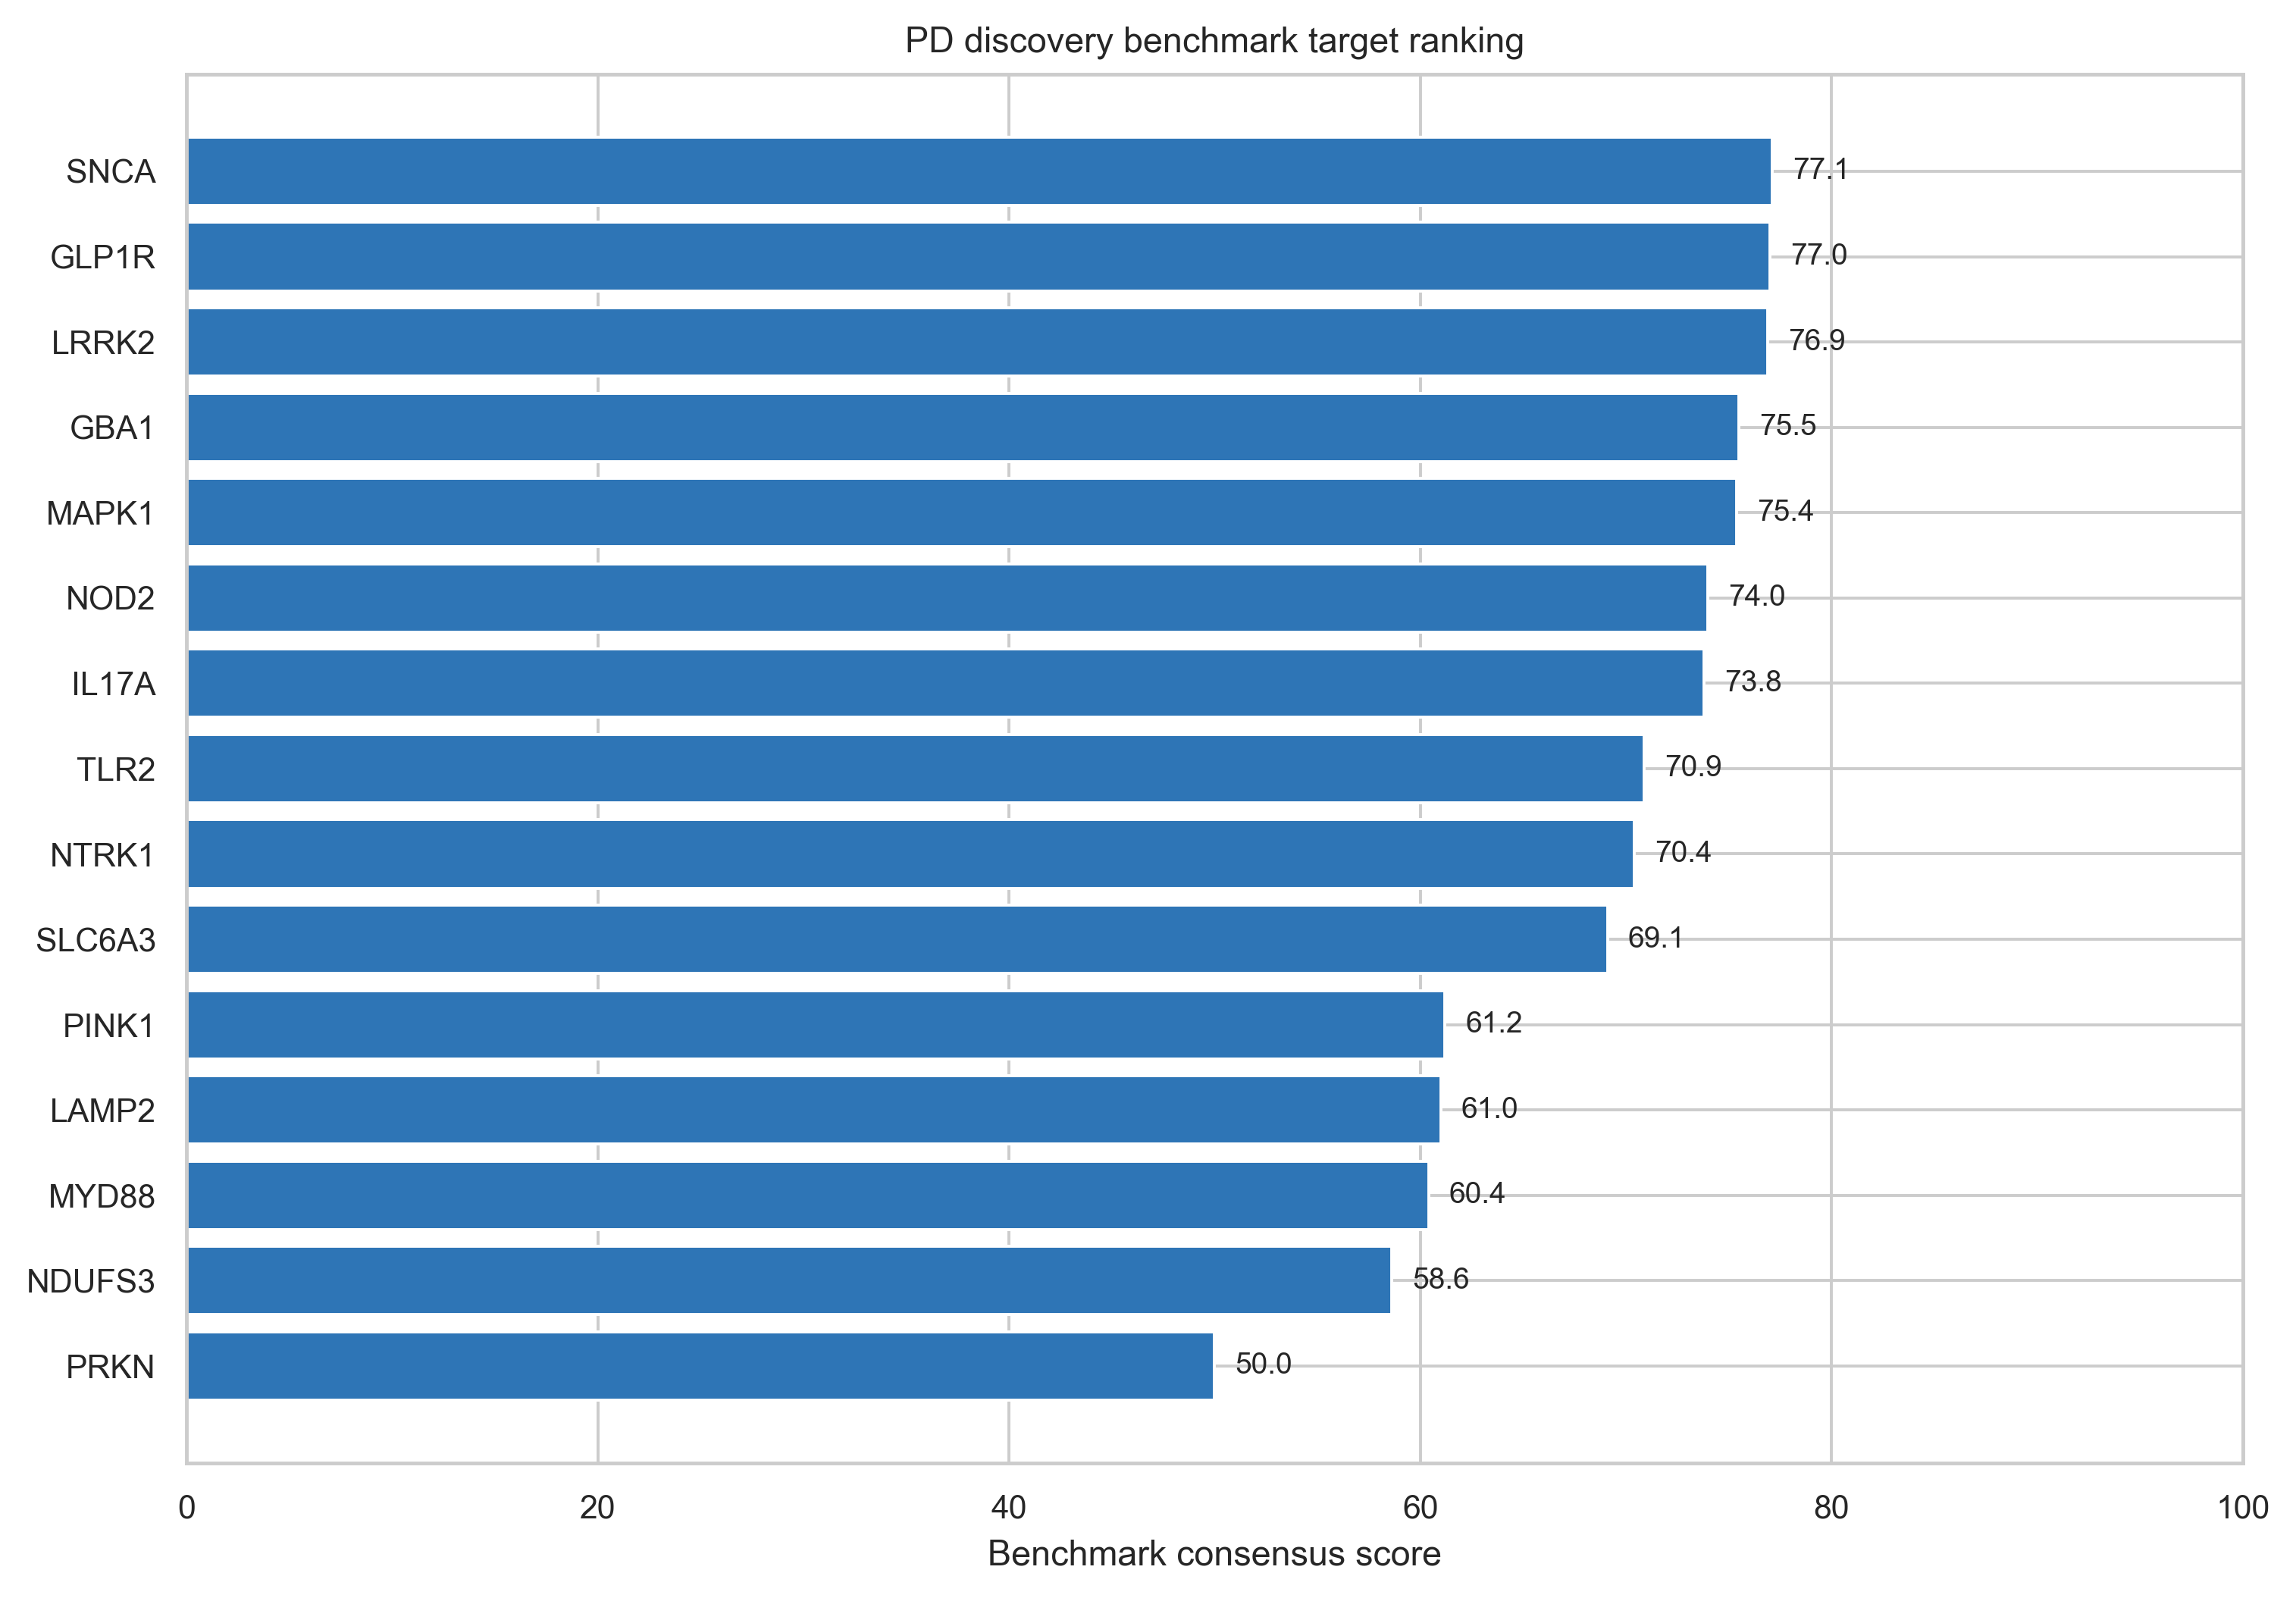 PD discovery benchmark target ranking
SNCA 77.1
GLP1R 77.0
LRRK2 76.9
GBA1 75.5
MAPK1 75.4
NOD2 74.0
IL17A 73.8
TLR2 70.9
NTRK1 70.4
SLC6A3 69.1
PINK1 61.2
LAMP2 61.0
MYD88 60.4
NDUFS3 58.6
PRKN 50.0
0 20 40 60 80 100
Benchmark consensus score